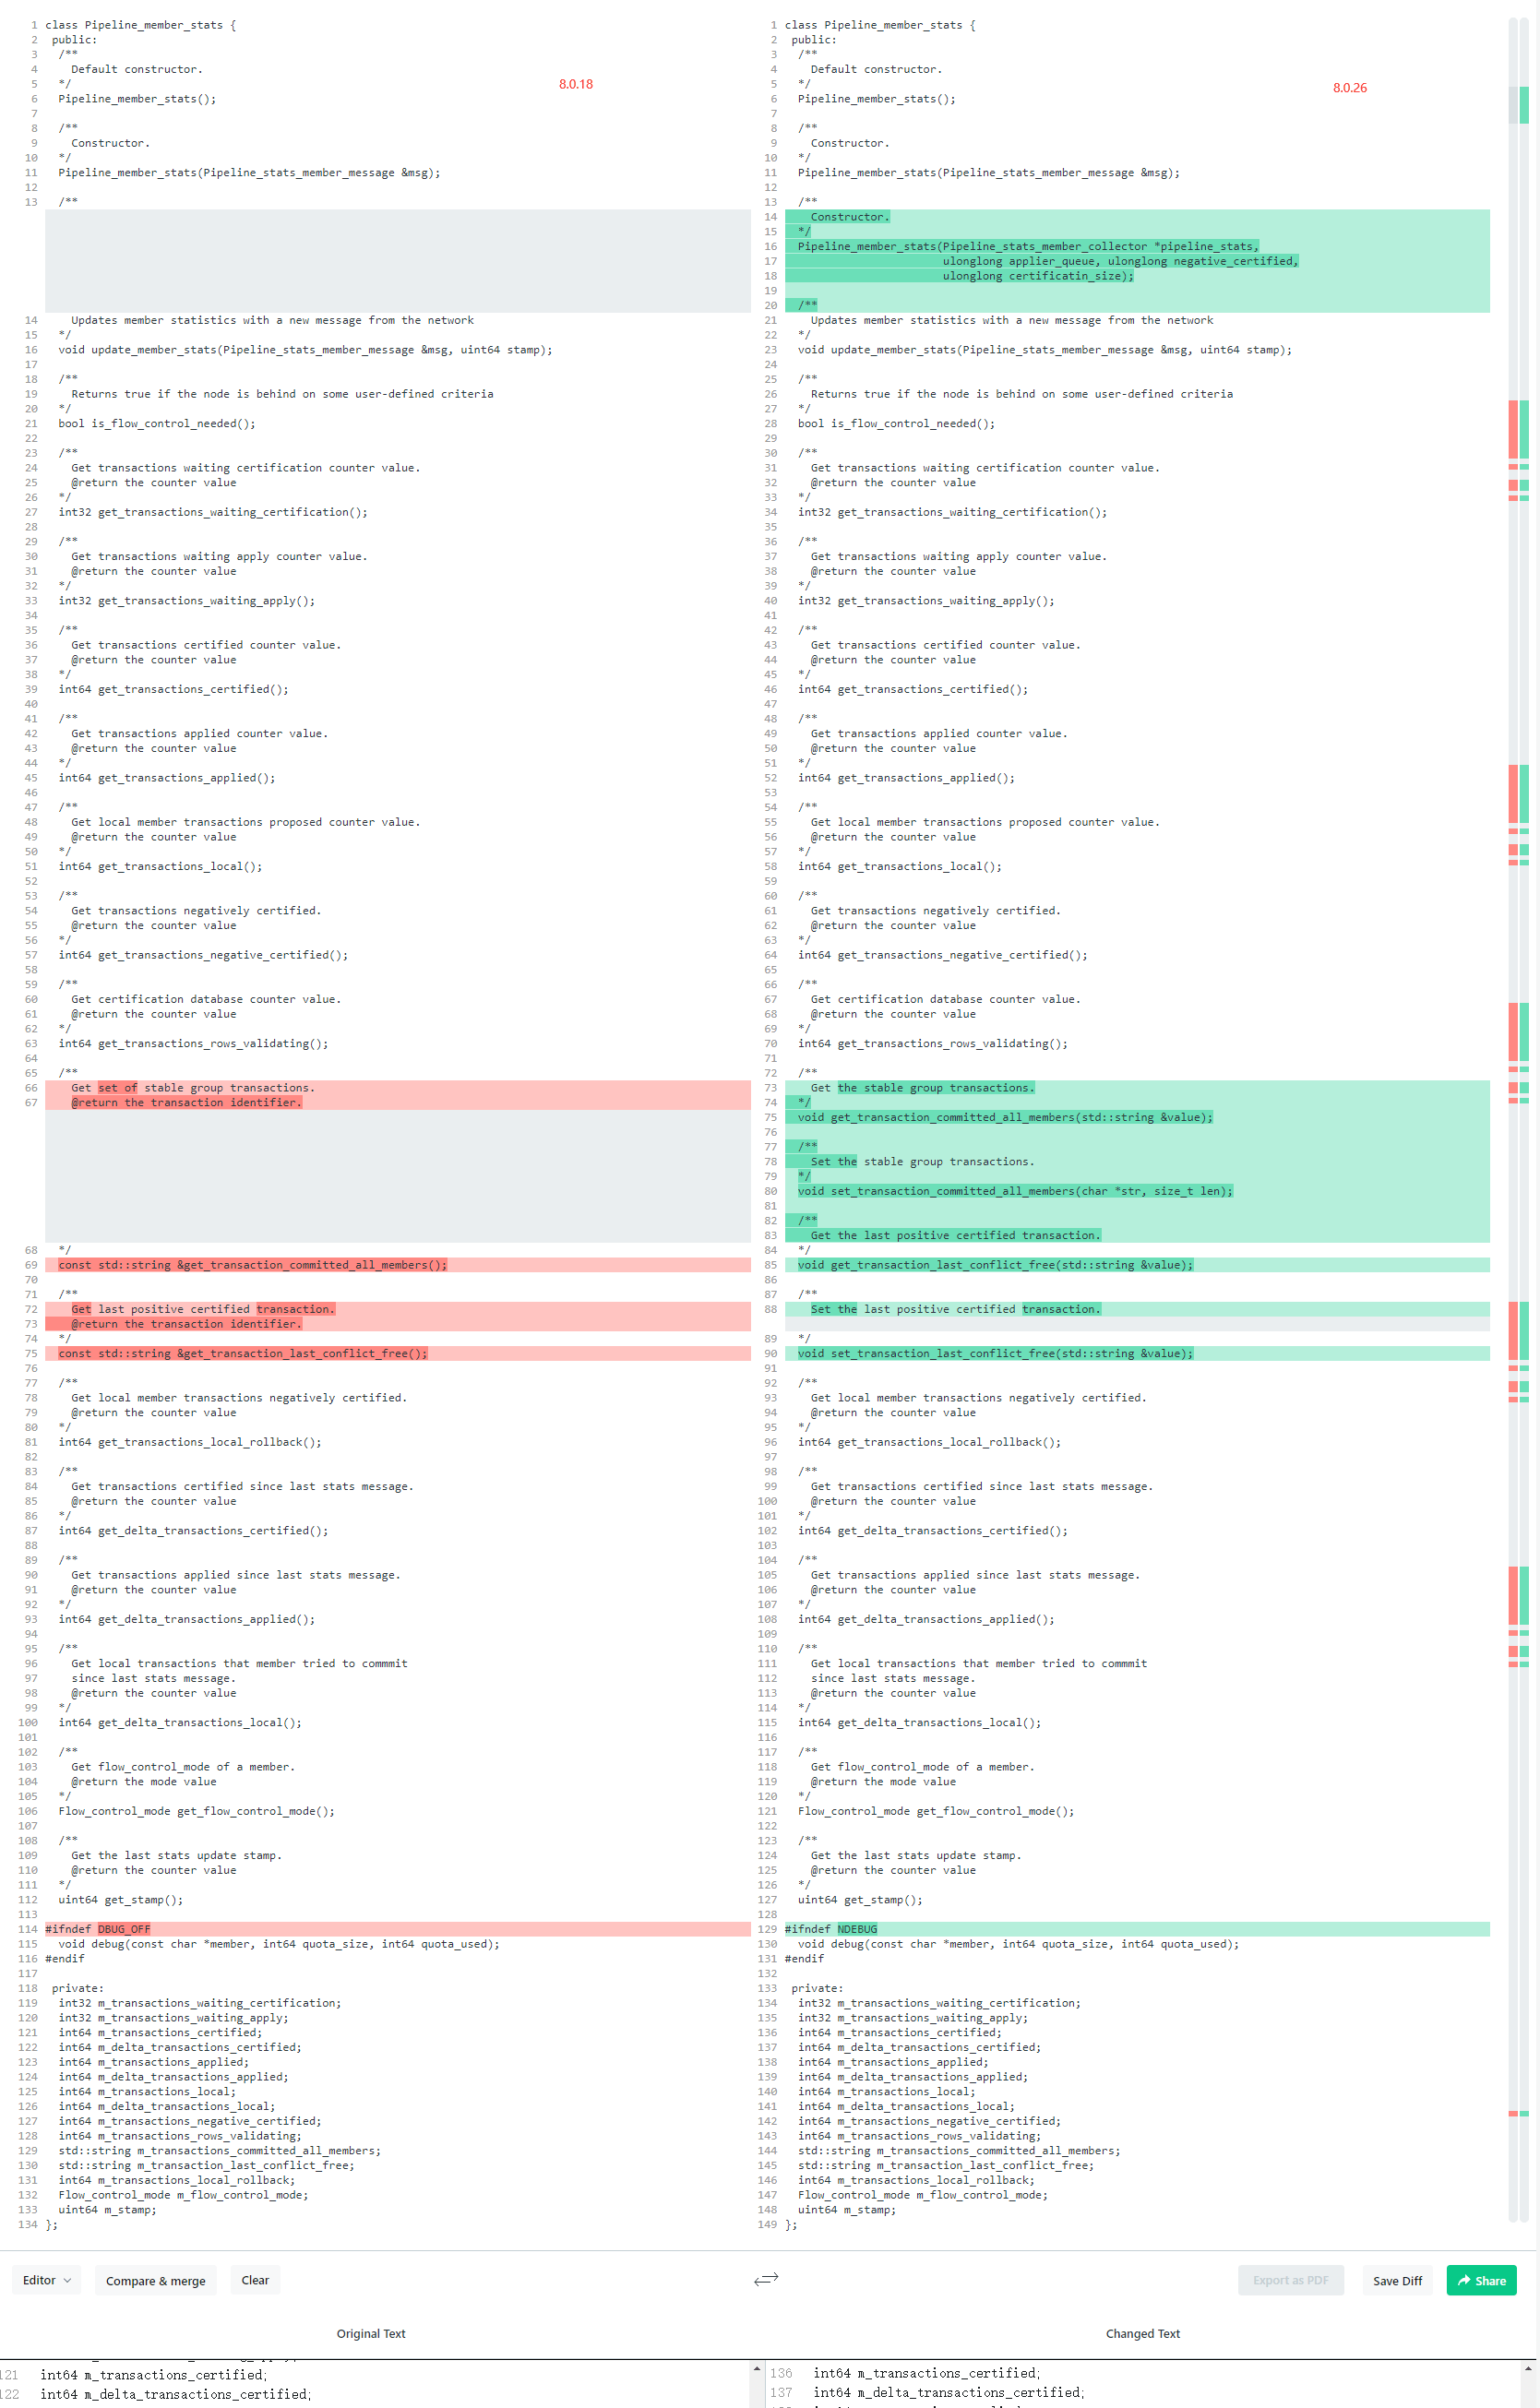 1 class Pipeline_member_stats {
2  public:
3   /**
4     Default constructor.
5   */
8.0.18
6   Pipeline_member_stats();
7
8   /**
9     Constructor.
10   */
11   Pipeline_member_stats(Pipeline_stats_member_message &msg);
12
13   /**
14     Updates member statistics with a new message from the network
15   */
16   void update_member_stats(Pipeline_stats_member_message &msg, uint64 stamp);
17
18   /**
19     Returns true if the node is behind on some user-defined criteria
20   */
21   bool is_flow_control_needed();
22
23   /**
24     Get transactions waiting certification counter value.
25     @return the counter value
26   */
27   int32 get_transactions_waiting_certification();
28
29   /**
30     Get transactions waiting apply counter value.
31     @return the counter value
32   */
33   int32 get_transactions_waiting_apply();
34
35   /**
36     Get transactions certified counter value.
37     @return the counter value
38   */
39   int64 get_transactions_certified();
40
41   /**
42     Get transactions applied counter value.
43     @return the counter value
44   */
45   int64 get_transactions_applied();
46
47   /**
48     Get local member transactions proposed counter value.
49     @return the counter value
50   */
51   int64 get_transactions_local();
52
53   /**
54     Get transactions negatively certified.
55     @return the counter value
56   */
57   int64 get_transactions_negative_certified();
58
59   /**
60     Get certification database counter value.
61     @return the counter value
62   */
63   int64 get_transactions_rows_validating();
64
65   /**
66     Get set of stable group transactions.
67     @return the transaction identifier.
68   */
69   const std::string &get_transaction_committed_all_members();
70
71   /**
72     Get last positive certified transaction.
73     @return the transaction identifier.
74   */
75   const std::string &get_transaction_last_conflict_free();
76
77   /**
78     Get local member transactions negatively certified.
79     @return the counter value
80   */
81   int64 get_transactions_local_rollback();
82
83   /**
84     Get transactions certified since last stats message.
85     @return the counter value
86   */
87   int64 get_delta_transactions_certified();
88
89   /**
90     Get transactions applied since last stats message.
91     @return the counter value
92   */
93   int64 get_delta_transactions_applied();
94
95   /**
96     Get local transactions that member tried to commmit
97     since last stats message.
98     @return the counter value
99   */
100   int64 get_delta_transactions_local();
101
102   /**
103     Get flow_control_mode of a member.
104     @return the mode value
105   */
106   Flow_control_mode get_flow_control_mode();
107
108   /**
109     Get the last stats update stamp.
110     @return the counter value
111   */
112   uint64 get_stamp();
113
114 #ifndef DBUG_OFF
115   void debug(const char *member, int64 quota_size, int64 quota_used);
116 #endif
117
118  private:
119   int32 m_transactions_waiting_certification;
120   int32 m_transactions_waiting_apply;
121   int64 m_transactions_certified;
122   int64 m_delta_transactions_certified;
123   int64 m_transactions_applied;
124   int64 m_delta_transactions_applied;
125   int64 m_transactions_local;
126   int64 m_delta_transactions_local;
127   int64 m_transactions_negative_certified;
128   int64 m_transactions_rows_validating;
129   std::string m_transactions_committed_all_members;
130   std::string m_transaction_last_conflict_free;
131   int64 m_transactions_local_rollback;
132   Flow_control_mode m_flow_control_mode;
133   uint64 m_stamp;
134 };
1 class Pipeline_member_stats {
2  public:
3   /**
4     Default constructor.
5   */
8.0.26
6   Pipeline_member_stats();
7
8   /**
9     Constructor.
10   */
11   Pipeline_member_stats(Pipeline_stats_member_message &msg);
12
13   /**
14     Constructor.
15   */
16   Pipeline_member_stats(Pipeline_stats_member_collector *pipeline_stats,
17                         ulonglong applier_queue, ulonglong negative_certified,
18                         ulonglong certificatin_size);
19
20   /**
21     Updates member statistics with a new message from the network
22   */
23   void update_member_stats(Pipeline_stats_member_message &msg, uint64 stamp);
24
25   /**
26     Returns true if the node is behind on some user-defined criteria
27   */
28   bool is_flow_control_needed();
29
30   /**
31     Get transactions waiting certification counter value.
32     @return the counter value
33   */
34   int32 get_transactions_waiting_certification();
35
36   /**
37     Get transactions waiting apply counter value.
38     @return the counter value
39   */
40   int32 get_transactions_waiting_apply();
41
42   /**
43     Get transactions certified counter value.
44     @return the counter value
45   */
46   int64 get_transactions_certified();
47
48   /**
49     Get transactions applied counter value.
50     @return the counter value
51   */
52   int64 get_transactions_applied();
53
54   /**
55     Get local member transactions proposed counter value.
56     @return the counter value
57   */
58   int64 get_transactions_local();
59
60   /**
61     Get transactions negatively certified.
62     @return the counter value
63   */
64   int64 get_transactions_negative_certified();
65
66   /**
67     Get certification database counter value.
68     @return the counter value
69   */
70   int64 get_transactions_rows_validating();
71
72   /**
73     Get the stable group transactions.
74   */
75   void get_transaction_committed_all_members(std::string &value);
76
77   /**
78     Set the stable group transactions.
79   */
80   void set_transaction_committed_all_members(char *str, size_t len);
81
82   /**
83     Get the last positive certified transaction.
84   */
85   void get_transaction_last_conflict_free(std::string &value);
86
87   /**
88     Set the last positive certified transaction.
89   */
90   void set_transaction_last_conflict_free(std::string &value);
91
92   /**
93     Get local member transactions negatively certified.
94     @return the counter value
95   */
96   int64 get_transactions_local_rollback();
97
98   /**
99     Get transactions certified since last stats message.
100     @return the counter value
101   */
102   int64 get_delta_transactions_certified();
103
104   /**
105     Get transactions applied since last stats message.
106     @return the counter value
107   */
108   int64 get_delta_transactions_applied();
109
110   /**
111     Get local transactions that member tried to commmit
112     since last stats message.
113     @return the counter value
114   */
115   int64 get_delta_transactions_local();
116
117   /**
118     Get flow_control_mode of a member.
119     @return the mode value
120   */
121   Flow_control_mode get_flow_control_mode();
122
123   /**
124     Get the last stats update stamp.
125     @return the counter value
126   */
127   uint64 get_stamp();
128
129 #ifndef NDEBUG
130   void debug(const char *member, int64 quota_size, int64 quota_used);
131 #endif
132
133  private:
134   int32 m_transactions_waiting_certification;
135   int32 m_transactions_waiting_apply;
136   int64 m_transactions_certified;
137   int64 m_delta_transactions_certified;
138   int64 m_transactions_applied;
139   int64 m_delta_transactions_applied;
140   int64 m_transactions_local;
141   int64 m_delta_transactions_local;
142   int64 m_transactions_negative_certified;
143   int64 m_transactions_rows_validating;
144   std::string m_transactions_committed_all_members;
145   std::string m_transaction_last_conflict_free;
146   int64 m_transactions_local_rollback;
147   Flow_control_mode m_flow_control_mode;
148   uint64 m_stamp;
149 };
Editor Compare & merge Clear Export as PDF Save Diff Share
Original Text Changed Text
121 int64 m_transactions_certified;
122 int64 m_delta_transactions_certified;
136 int64 m_transactions_certified;
137 int64 m_delta_transactions_certified;